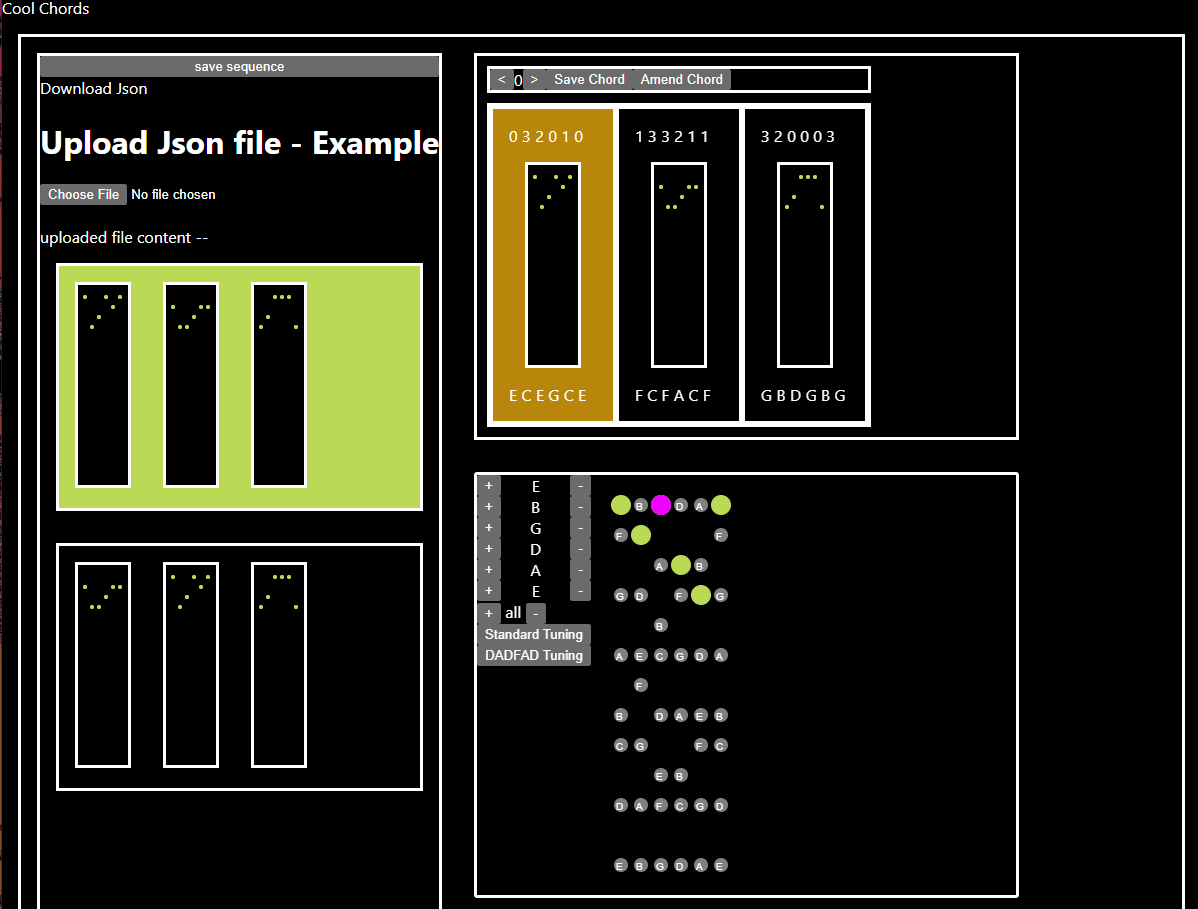 Cool Chords
save sequence
Download Json
Upload Json file - Example
Choose File No file chosen
uploaded file content --
< 0 > Save Chord Amend Chord
0 3 2 0 1 0
1 3 3 2 1 1
3 2 0 0 0 3
E C E G C E
F C F A C F
G B D G B G
+ E -
+ B -
+ G -
+ D -
+ A -
+ E -
+ all -
Standard Tuning
DADFAD Tuning
B D A
F F
A B
G D F G
B
A E C G D A
F
B D A E B
C G F C
E B
D A F C G D
E B G D A E